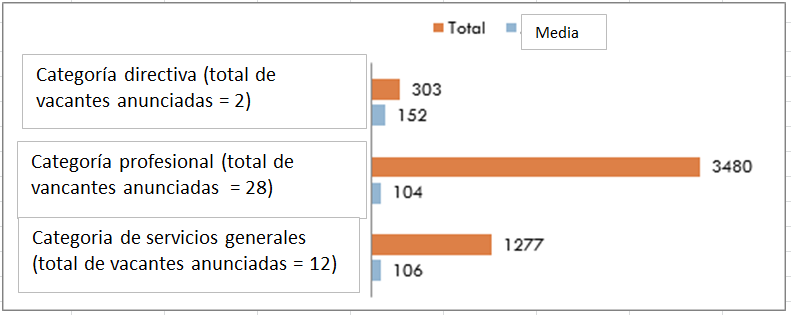 Total Media
Categoría directiva (total de
vacantes anunciadas = 2)
303
152
Categoría profesional (total de
vancantes anunciadas = 28)
3480
104
Categoria de servicios generales
(total de vacantes anunciadas = 12)
1277
106